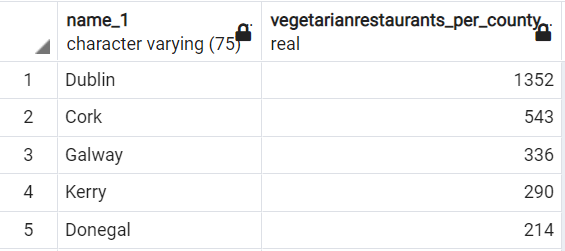 name_1 vegetarianrestaurants_per_county
character varying (75) real
1 Dublin 1352
2 Cork 543
3 Galway 336
4 Kerry 290
5 Donegal 214